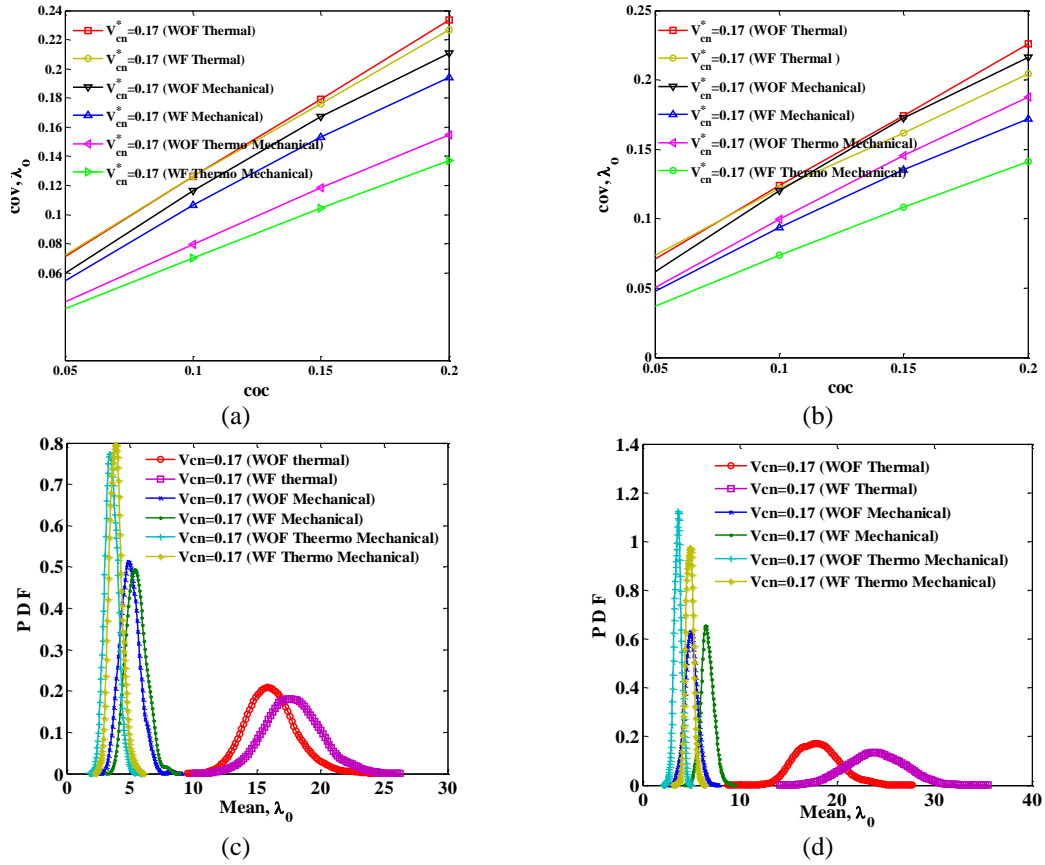 0.24
0.22
0.2
0.18
0.16
0.14
0.12
0.1
0.08
0.06
cov, λo
0.05
0.1
0.15
0.2
coc
V*cn=0.17 (WOF Thermal)
V*cn=0.17 (WF Thermal)
V*cn=0.17 (WOF Mechanical)
V*cn=0.17 (WF Mechanical)
V*cn=0.17 (WOF Thermo Mechanical)
V*cn=0.17 (WF Thermo Mechanical)
(a)
0.25
0.2
0.15
0.1
0.05
0
cov, λo
0.05
0.1
0.15
0.2
coc
V*cn=0.17 (WOF Thermal)
V*cn=0.17 (WF Thermal )
V*cn=0.17 (WOF Mechanical)
V*cn=0.17 (WF Mechanical)
V*cn=0.17 (WOF Thermo Mechanical)
V*cn=0.17 (WF Thermo Mechanical)
(b)
0.8
0.7
0.6
0.5
0.4
0.3
0.2
0.1
0
P D F
0
5
10
15
20
25
30
Mean, λ0
Vcn=0.17 (WOF thermal)
Vcn=0.17 (WF thermal)
Vcn=0.17 (WOF Mechanical)
Vcn=0.17 (WF Mechanical)
Vcn=0.17 (WOF Theermo Mechanical)
Vcn=0.17 (WF Thermo Mechanical)
(c)
1.4
1.2
1
0.8
0.6
0.4
0.2
0
P D F
0
10
20
30
40
Mean, λ0
Vcn=0.17 (WOF Thermal)
Vcn=0.17 (WF Thermal)
Vcn=0.17 (WOF Mechanical)
Vcn=0.17 (WF Mechanical)
Vcn=0.17 (WOF Thermo Mechanical)
Vcn=0.17 (WF Thermo Mechanical)
(d)